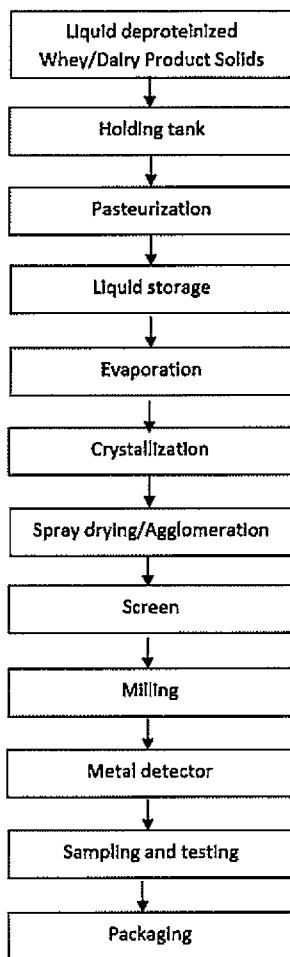 Liquid deproteinized
Whey/Dairy Product Solids
Holding tank
Pasteurization
Liquid storage
Evaporation
Crystallization
Spray drying/Agglomeration
Screen
Milling
Metal detector
Sampling and testing
Packaging